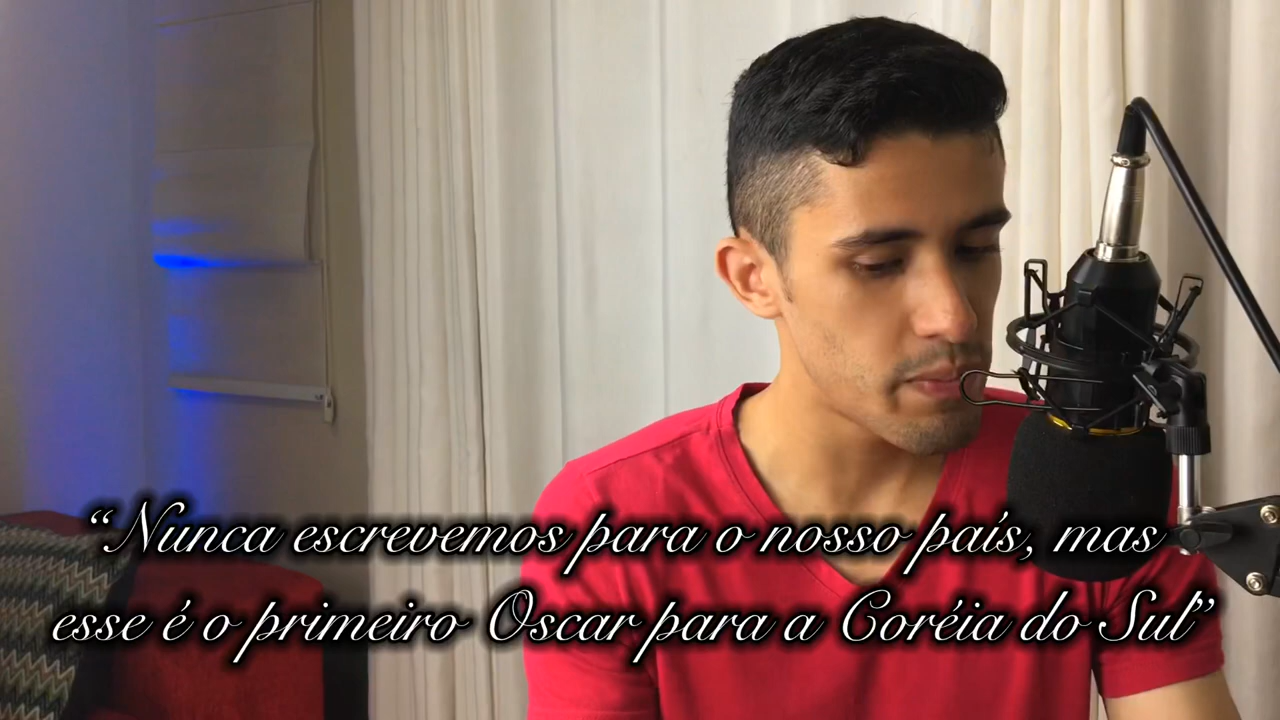 “Nunca escrevemos para o nosso país, mas
esse é o primeiro Oscar para a Coréia do Sul”